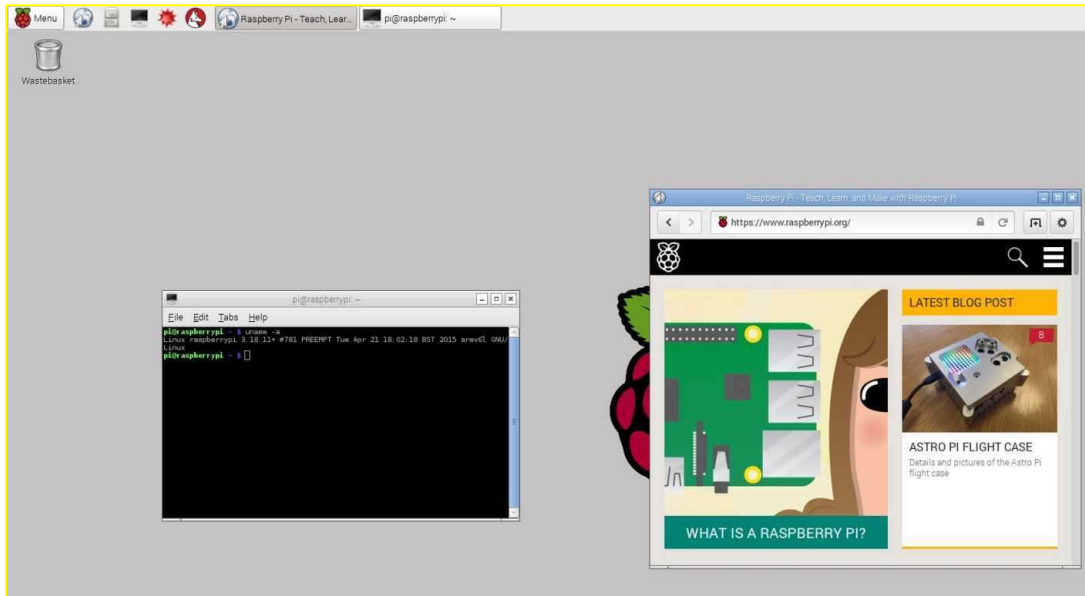 Menu
Raspberry Pi - Teach, Lear...
pi@raspberrypi: ~
Wastebasket
pi@raspberrypi: ~
File Edit Tabs Help
pi@raspberrypi ~ $ uname -a
Linux raspberrypi 3.18.11+ #781 PREEMPT Tue Apr 21 18:02:18 BST 2015 armv6l GNU/
Linux
pi@raspberrypi ~ $
Raspberry Pi - Teach, Learn, and Make with Raspberry Pi
https://www.raspberrypi.org/
WHAT IS A RASPBERRY PI?
LATEST BLOG POST
8
ASTRO PI FLIGHT CASE
Details and pictures of the Astro Pi
flight case